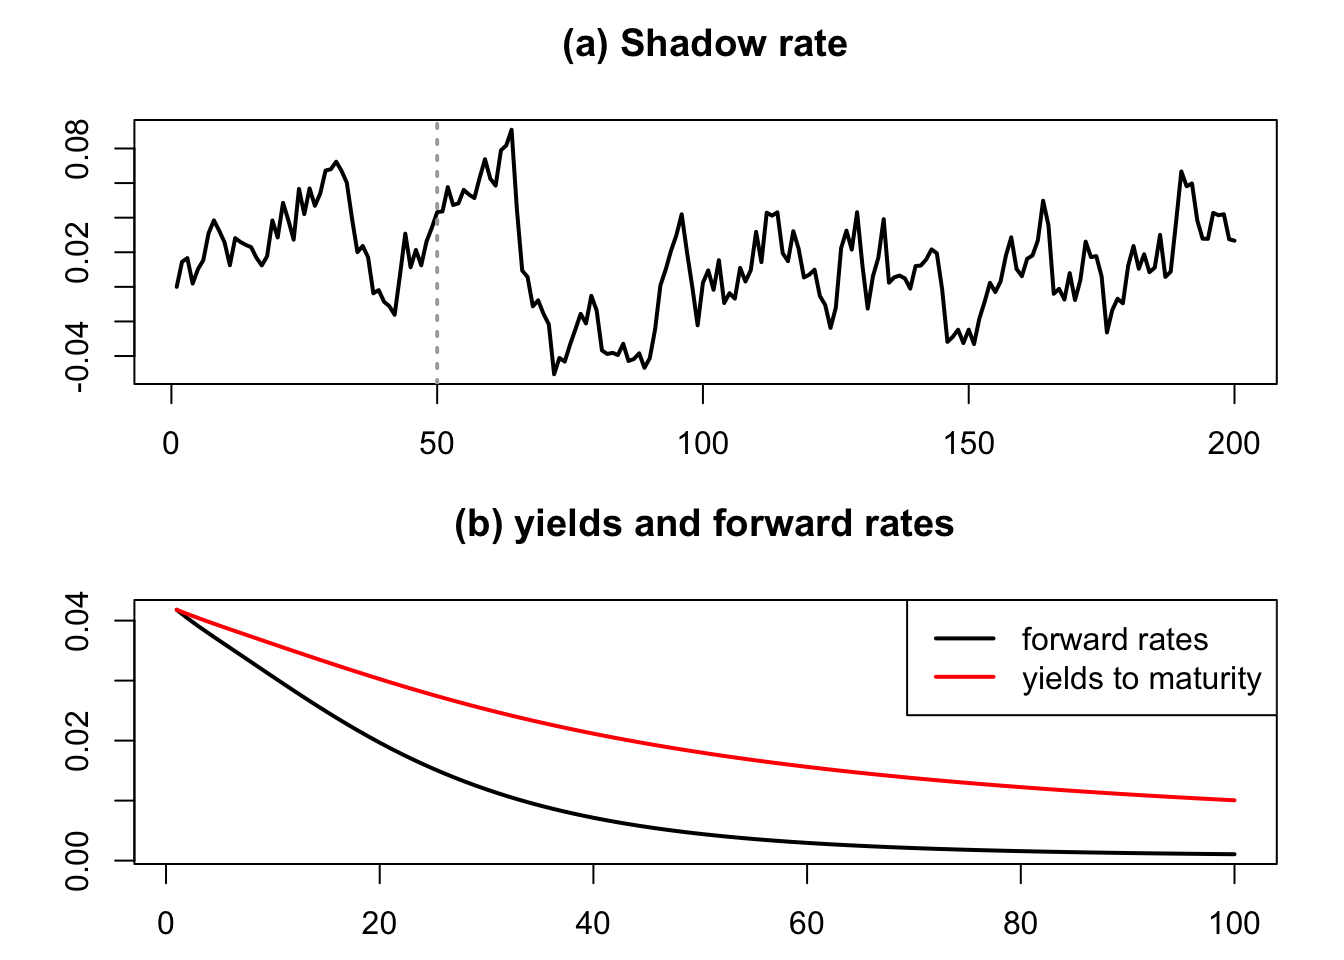 (a) Shadow rate
0.08
0.02
-0.04
0 50 100 150 200
(b) yields and forward rates
0.04
0.02
0.00
forward rates
yields to maturity
0 20 40 60 80 100